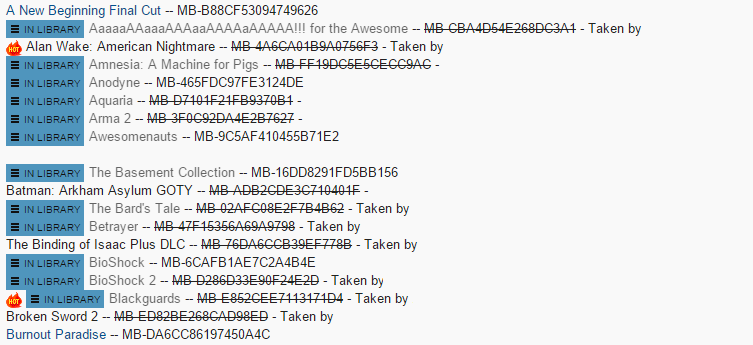 A New Beginning Final Cut -- MB-B88CF53094749626
IN LIBRARY AaaaaAAaaaAAAaaAAAAaAAAAA!!! for the Awesome -- MB-CBA4D54E268DC3A1 - Taken by
HOT Alan Wake: American Nightmare -- MB-4A6CA01B9A0756F3 - Taken by
IN LIBRARY Amnesia: A Machine for Pigs -- MB-FF19DC5E5CECC9AC -
IN LIBRARY Anodyne -- MB-465FDC97FE3124DE
IN LIBRARY Aquaria -- MB-D7101F21FB9370B1 -
IN LIBRARY Arma 2 -- MB-3F0C92DA4E2B7627 -
IN LIBRARY Awesomenauts -- MB-9C5AF410455B71E2
IN LIBRARY The Basement Collection -- MB-16DD8291FD5BB156
Batman: Arkham Asylum GOTY -- MB-ADB2CDE3C710401F -
IN LIBRARY The Bard's Tale -- MB-02AFC08E2F7B4B62 - Taken by
IN LIBRARY Betrayer -- MB-47F15356A69A9798 - Taken by
The Binding of Isaac Plus DLC -- MB-76DA6CCB39EF778B - Taken by
IN LIBRARY BioShock -- MB-6CAFB1AE7C2A4B4E
IN LIBRARY BioShock 2 -- MB-D286D33E90F24E2D - Taken by
HOT IN LIBRARY Blackguards -- MB-E852CEE7113171D4 - Taken by
Broken Sword 2 -- MB-ED82BE268CAD98ED - Taken by
Burnout Paradise -- MB-DA6CC86197450A4C